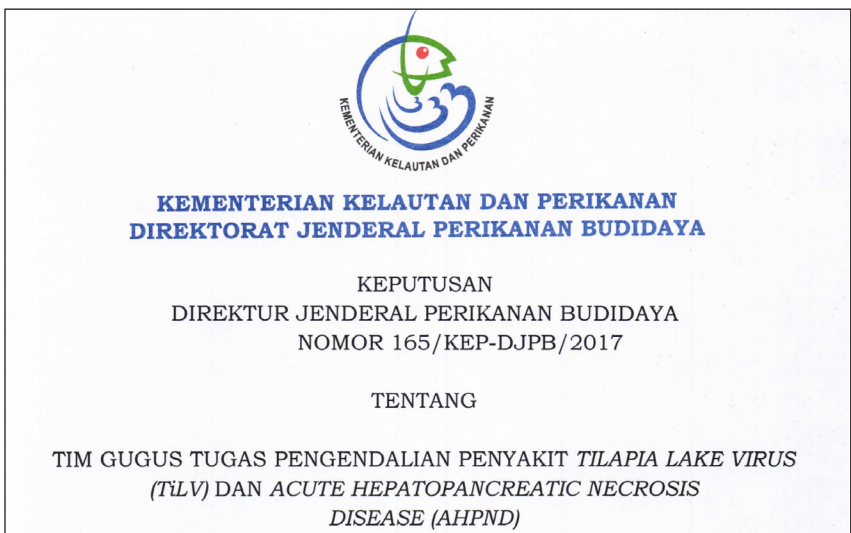 KEMENTERIAN KELAUTAN DAN PERIKANAN
KEMENTERIAN KELAUTAN DAN PERIKANAN
DIREKTORAT JENDERAL PERIKANAN BUDIDAYA
KEPUTUSAN
DIREKTUR JENDERAL PERIKANAN BUDIDAYA
NOMOR 165/KEP-DJPB/2017
TENTANG
TIM GUGUS TUGAS PENGENDALIAN PENYAKIT TILAPIA LAKE VIRUS
(TiLV) DAN ACUTE HEPATOPANCREATIC NECROSIS
DISEASE (AHPND)